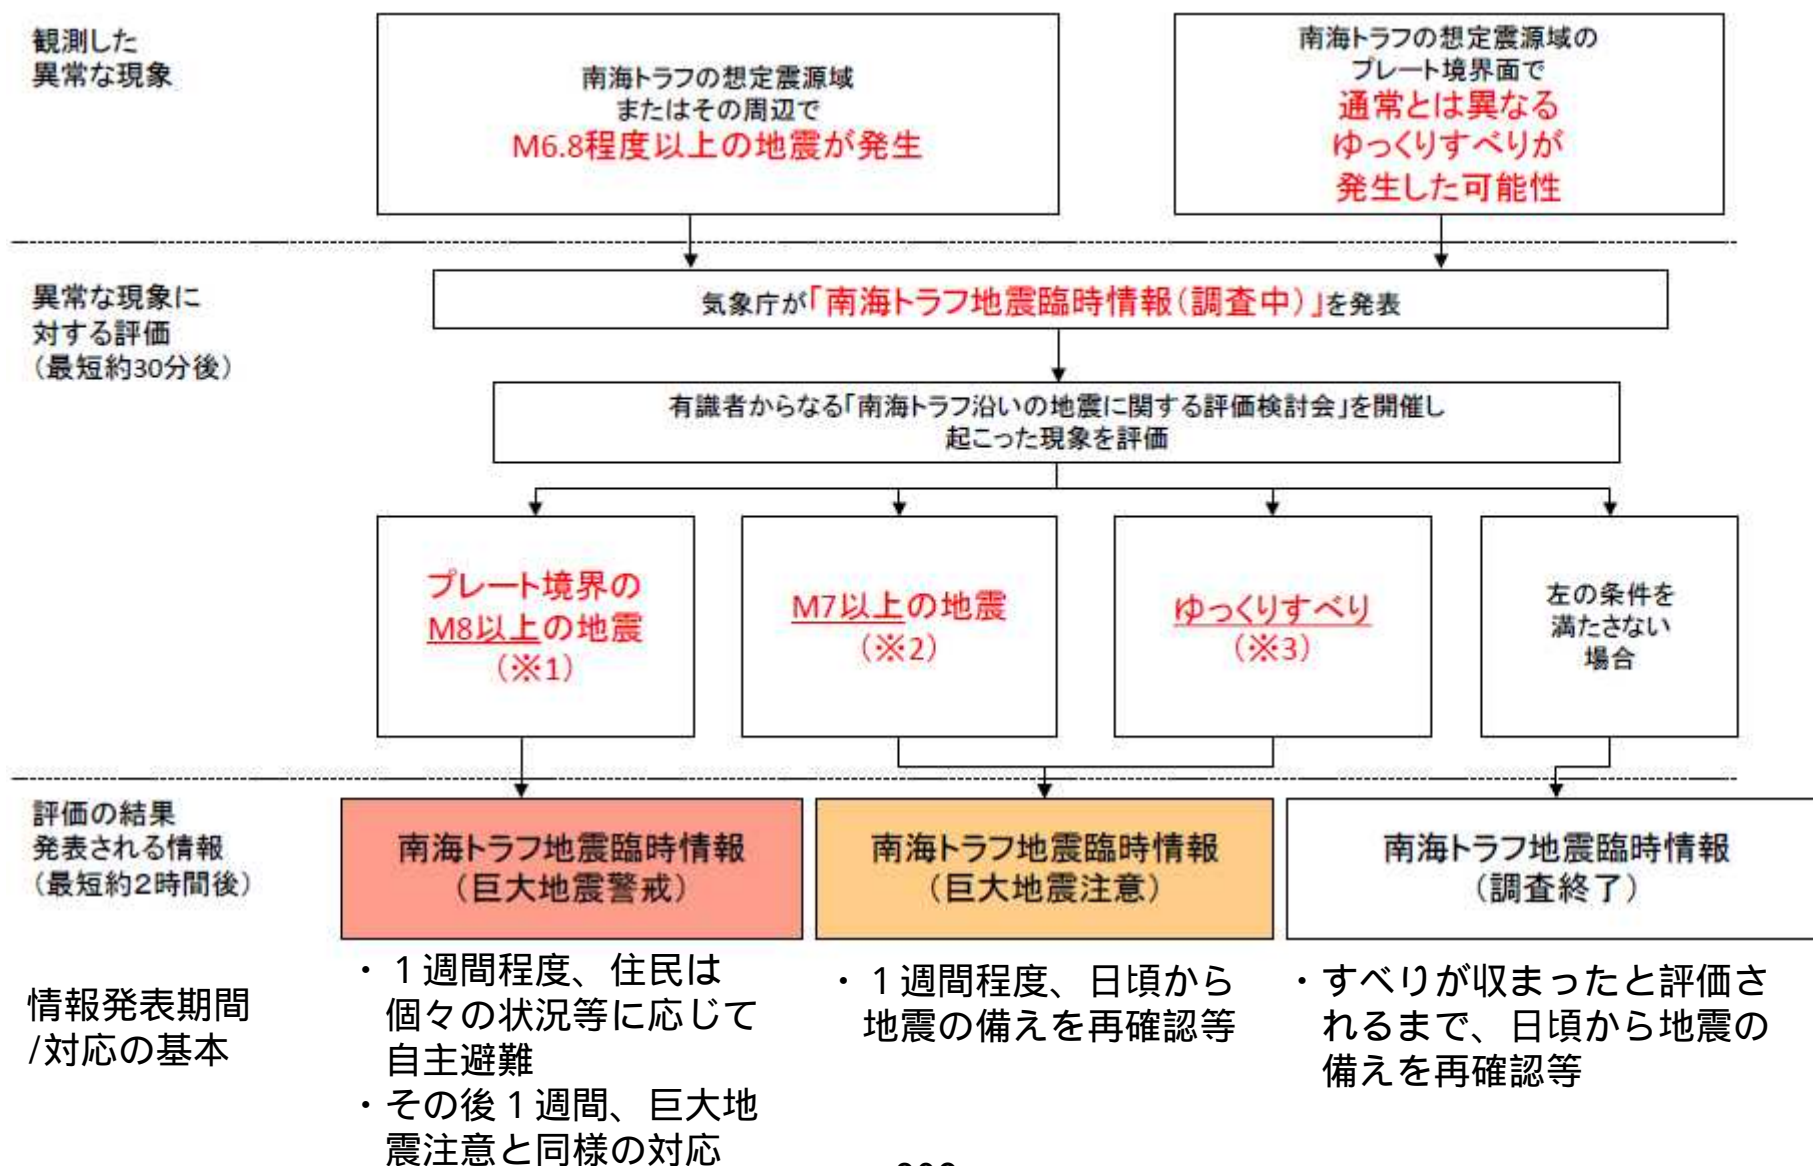 観測した
異常な現象
南海トラフの想定震源域
またはその周辺で
M6.8程度以上の地震が発生
南海トラフの想定震源域の
プレート境界面で
通常とは異なる
ゆっくりすべりが
発生した可能性
異常な現象に
対する評価
(最短約30分後)
気象庁が「南海トラフ地震臨時情報(調査中)」を発表
有識者からなる「南海トラフ沿いの地震に関する評価検討会」を開催し
起こった現象を評価
プレート境界の
M8以上の地震
(※1)
M7以上の地震
(※2)
ゆっくりすべり
(※3)
左の条件を
満たさない
場合
評価の結果
発表される情報
(最短約2時間後)
南海トラフ地震臨時情報
(巨大地震警戒)
南海トラフ地震臨時情報
(巨大地震注意)
南海トラフ地震臨時情報
(調査終了)
情報発表期間
/対応の基本
・１週間程度、住民は
個々の状況等に応じて
自主避難
・その後１週間、巨大地
震注意と同様の対応
・１週間程度、日頃から
地震の備えを再確認等
・すべりが収まったと評価さ
れるまで、日頃から地震の
備えを再確認等